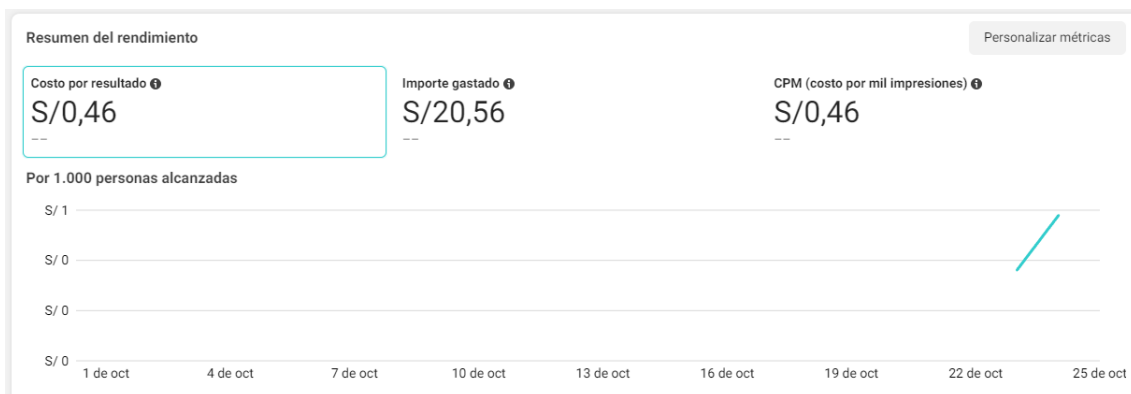 Resumen del rendimiento
Personalizar métricas
Costo por resultado
S/0,46
--
Importe gastado
S/20,56
--
CPM (costo por mil impresiones)
S/0,46
--
Por 1.000 personas alcanzadas
S/ 1
S/ 0
S/ 0
S/ 0
1 de oct 4 de oct 7 de oct 10 de oct 13 de oct 16 de oct 19 de oct 22 de oct 25 de oct